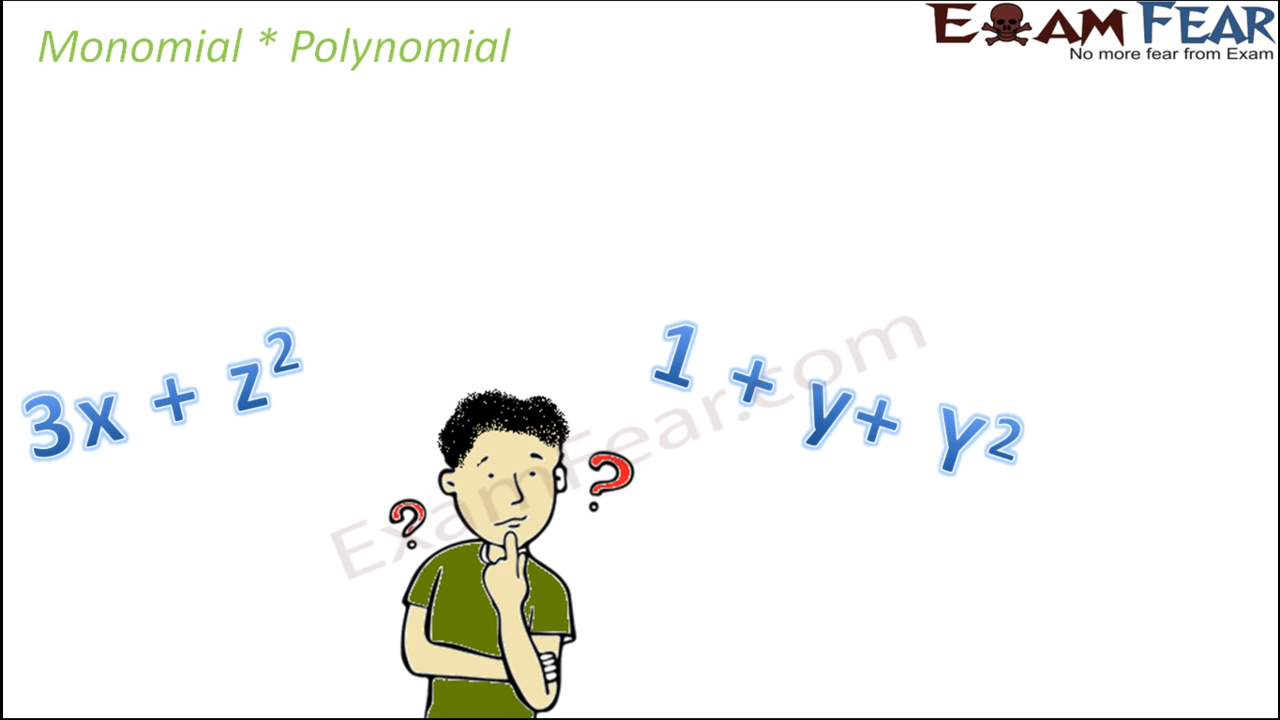 Monomial * Polynomial
EXAM FEAR
No more fear from Exam
3x + z²
1 + y+ Y²
? ?
ExamFear.com